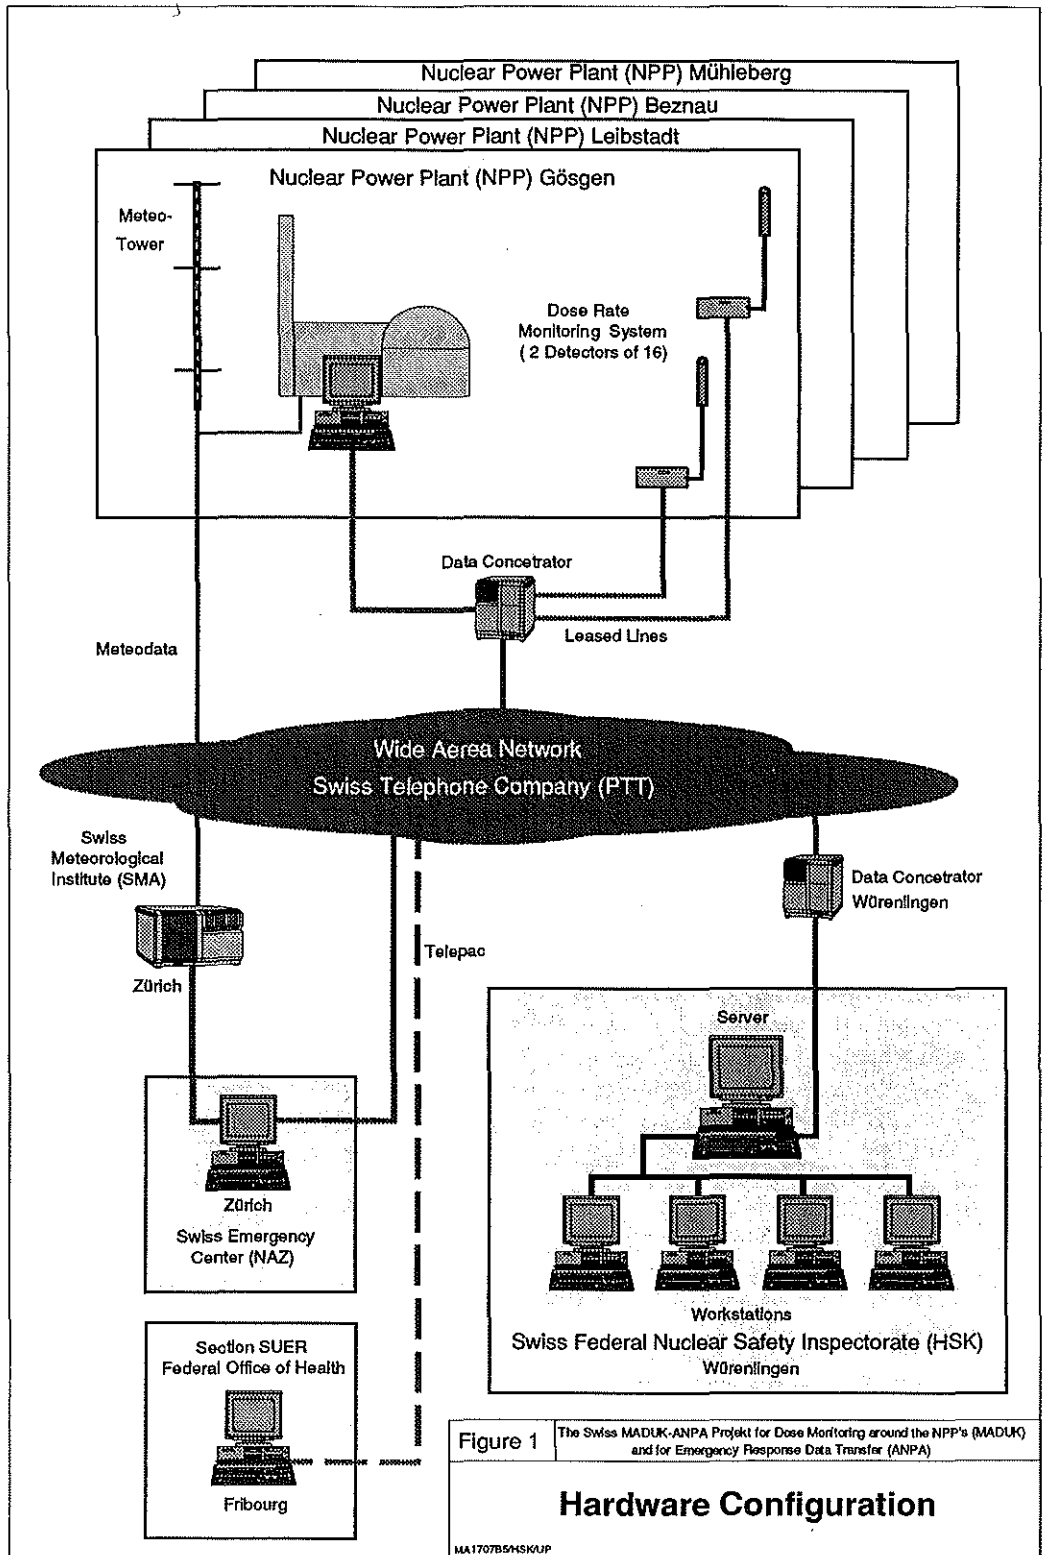 Nuclear Power Plant (NPP) Mühleberg
Nuclear Power Plant (NPP) Beznau
Nuclear Power Plant (NPP) Leibstadt
Nuclear Power Plant (NPP) Gösgen
Meteo-
Tower
Dose Rate
Monitoring System
( 2 Detectors of 16)
Data Concetrator
Leased Lines
Meteodata
Wide Aerea Network
Swiss Telephone Company (PTT)
Swiss
Meteorological
Institute (SMA)
Zürich
Telepac
Data Concetrator
Würenlingen
Server
Zürich
Swiss Emergency
Center (NAZ)
Workstations
Swiss Federal Nuclear Safety Inspectorate (HSK)
Würenlingen
Section SUER
Federal Office of Health
Fribourg
Figure 1
The Swiss MADUK-ANPA Projekt for Dose Monitoring around the NPP's (MADUK)
and for Emergency Response Data Transfer (ANPA)
Hardware Configuration
MA1707B5/HSK/UP